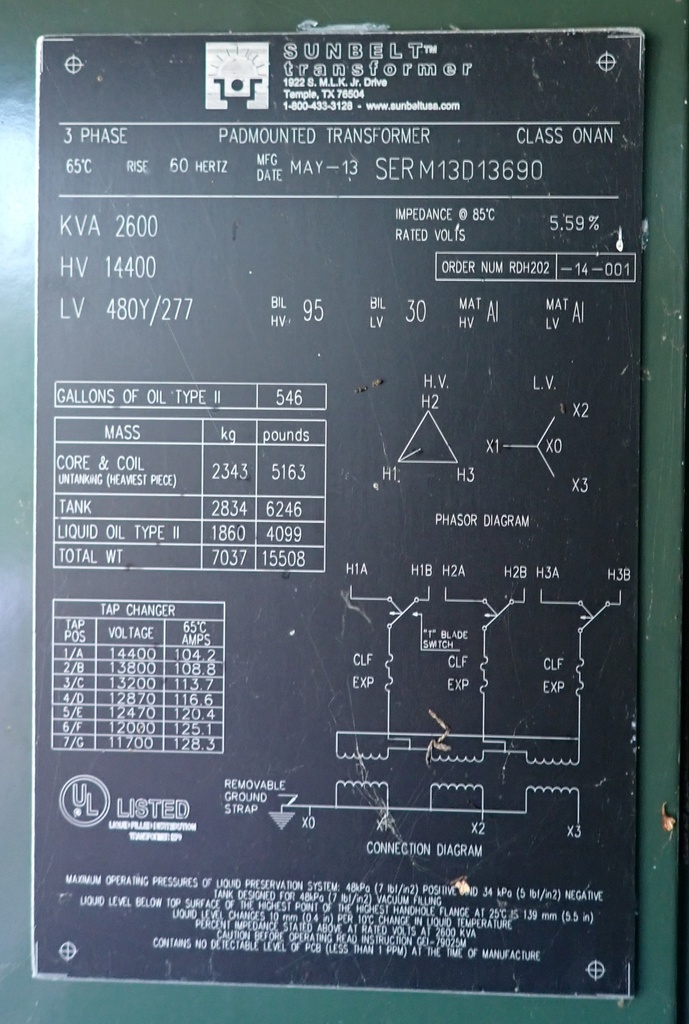 SUNBELT™
transformer
1922 S. M.L.K. Jr. Drive
Temple, TX 76504
1-800-433-3128 - www.sunbeltusa.com
3 PHASE PADMOUNTED TRANSFORMER CLASS ONAN
65°C RISE 60 HERTZ MFG DATE MAY-13 SER M13D13690
KVA 2600
IMPEDANCE @ 85°C
RATED VOLTS 5.59%
HV 14400
ORDER NUM RDH202 -14-001
LV 480Y/277
BIL HV 95 BIL LV 30 MAT HV Al MAT LV Al
GALLONS OF OIL TYPE II 546
MASS kg pounds
CORE & COIL
UNTANKING (HEAVIEST PIECE) 2343 5163
TANK 2834 6246
LIQUID OIL TYPE II 1860 4099
TOTAL WT 7037 15508
H.V. L.V.
H2 X2
X1 X0
H1 H3 X3
PHASOR DIAGRAM
TAP CHANGER
TAP POS VOLTAGE 65°C AMPS
1/A 14400 104.2
2/B 13800 108.8
3/C 13200 113.7
4/D 12870 116.6
5/E 12470 120.4
6/F 12000 125.1
7/G 11700 128.3
H1A H1B H2A H2B H3A H3B
"T" BLADE
SWITCH
CLF CLF CLF
EXP EXP EXP
REMOVABLE
GROUND
STRAP
X0 X1 X2 X3
CONNECTION DIAGRAM
UL LISTED
LIQUID-FILLED DISTRIBUTION
TRANSFORMER
MAXIMUM OPERATING PRESSURES OF LIQUID PRESERVATION SYSTEM: 48kPa (7 lbf/in2) POSITIVE AND 34 kPa (5 lbf/in2) NEGATIVE
TANK DESIGNED FOR 48kPa (7 lbf/in2) VACUUM FILLING
LIQUID LEVEL BELOW TOP SURFACE OF THE HIGHEST POINT OF THE HIGHEST HANDHOLE FLANGE AT 25°C IS 139 mm (5.5 in)
LIQUID LEVEL CHANGES 10 mm (0.4 in) PER 10°C CHANGE IN LIQUID TEMPERATURE
PERCENT IMPEDANCE STATED ABOVE AT RATED VOLTS AT 2600 KVA
CAUTION BEFORE OPERATING READ INSTRUCTION GEI-79025M
CONTAINS NO DETECTABLE LEVEL OF PCB (LESS THAN 1 PPM) AT THE TIME OF MANUFACTURE